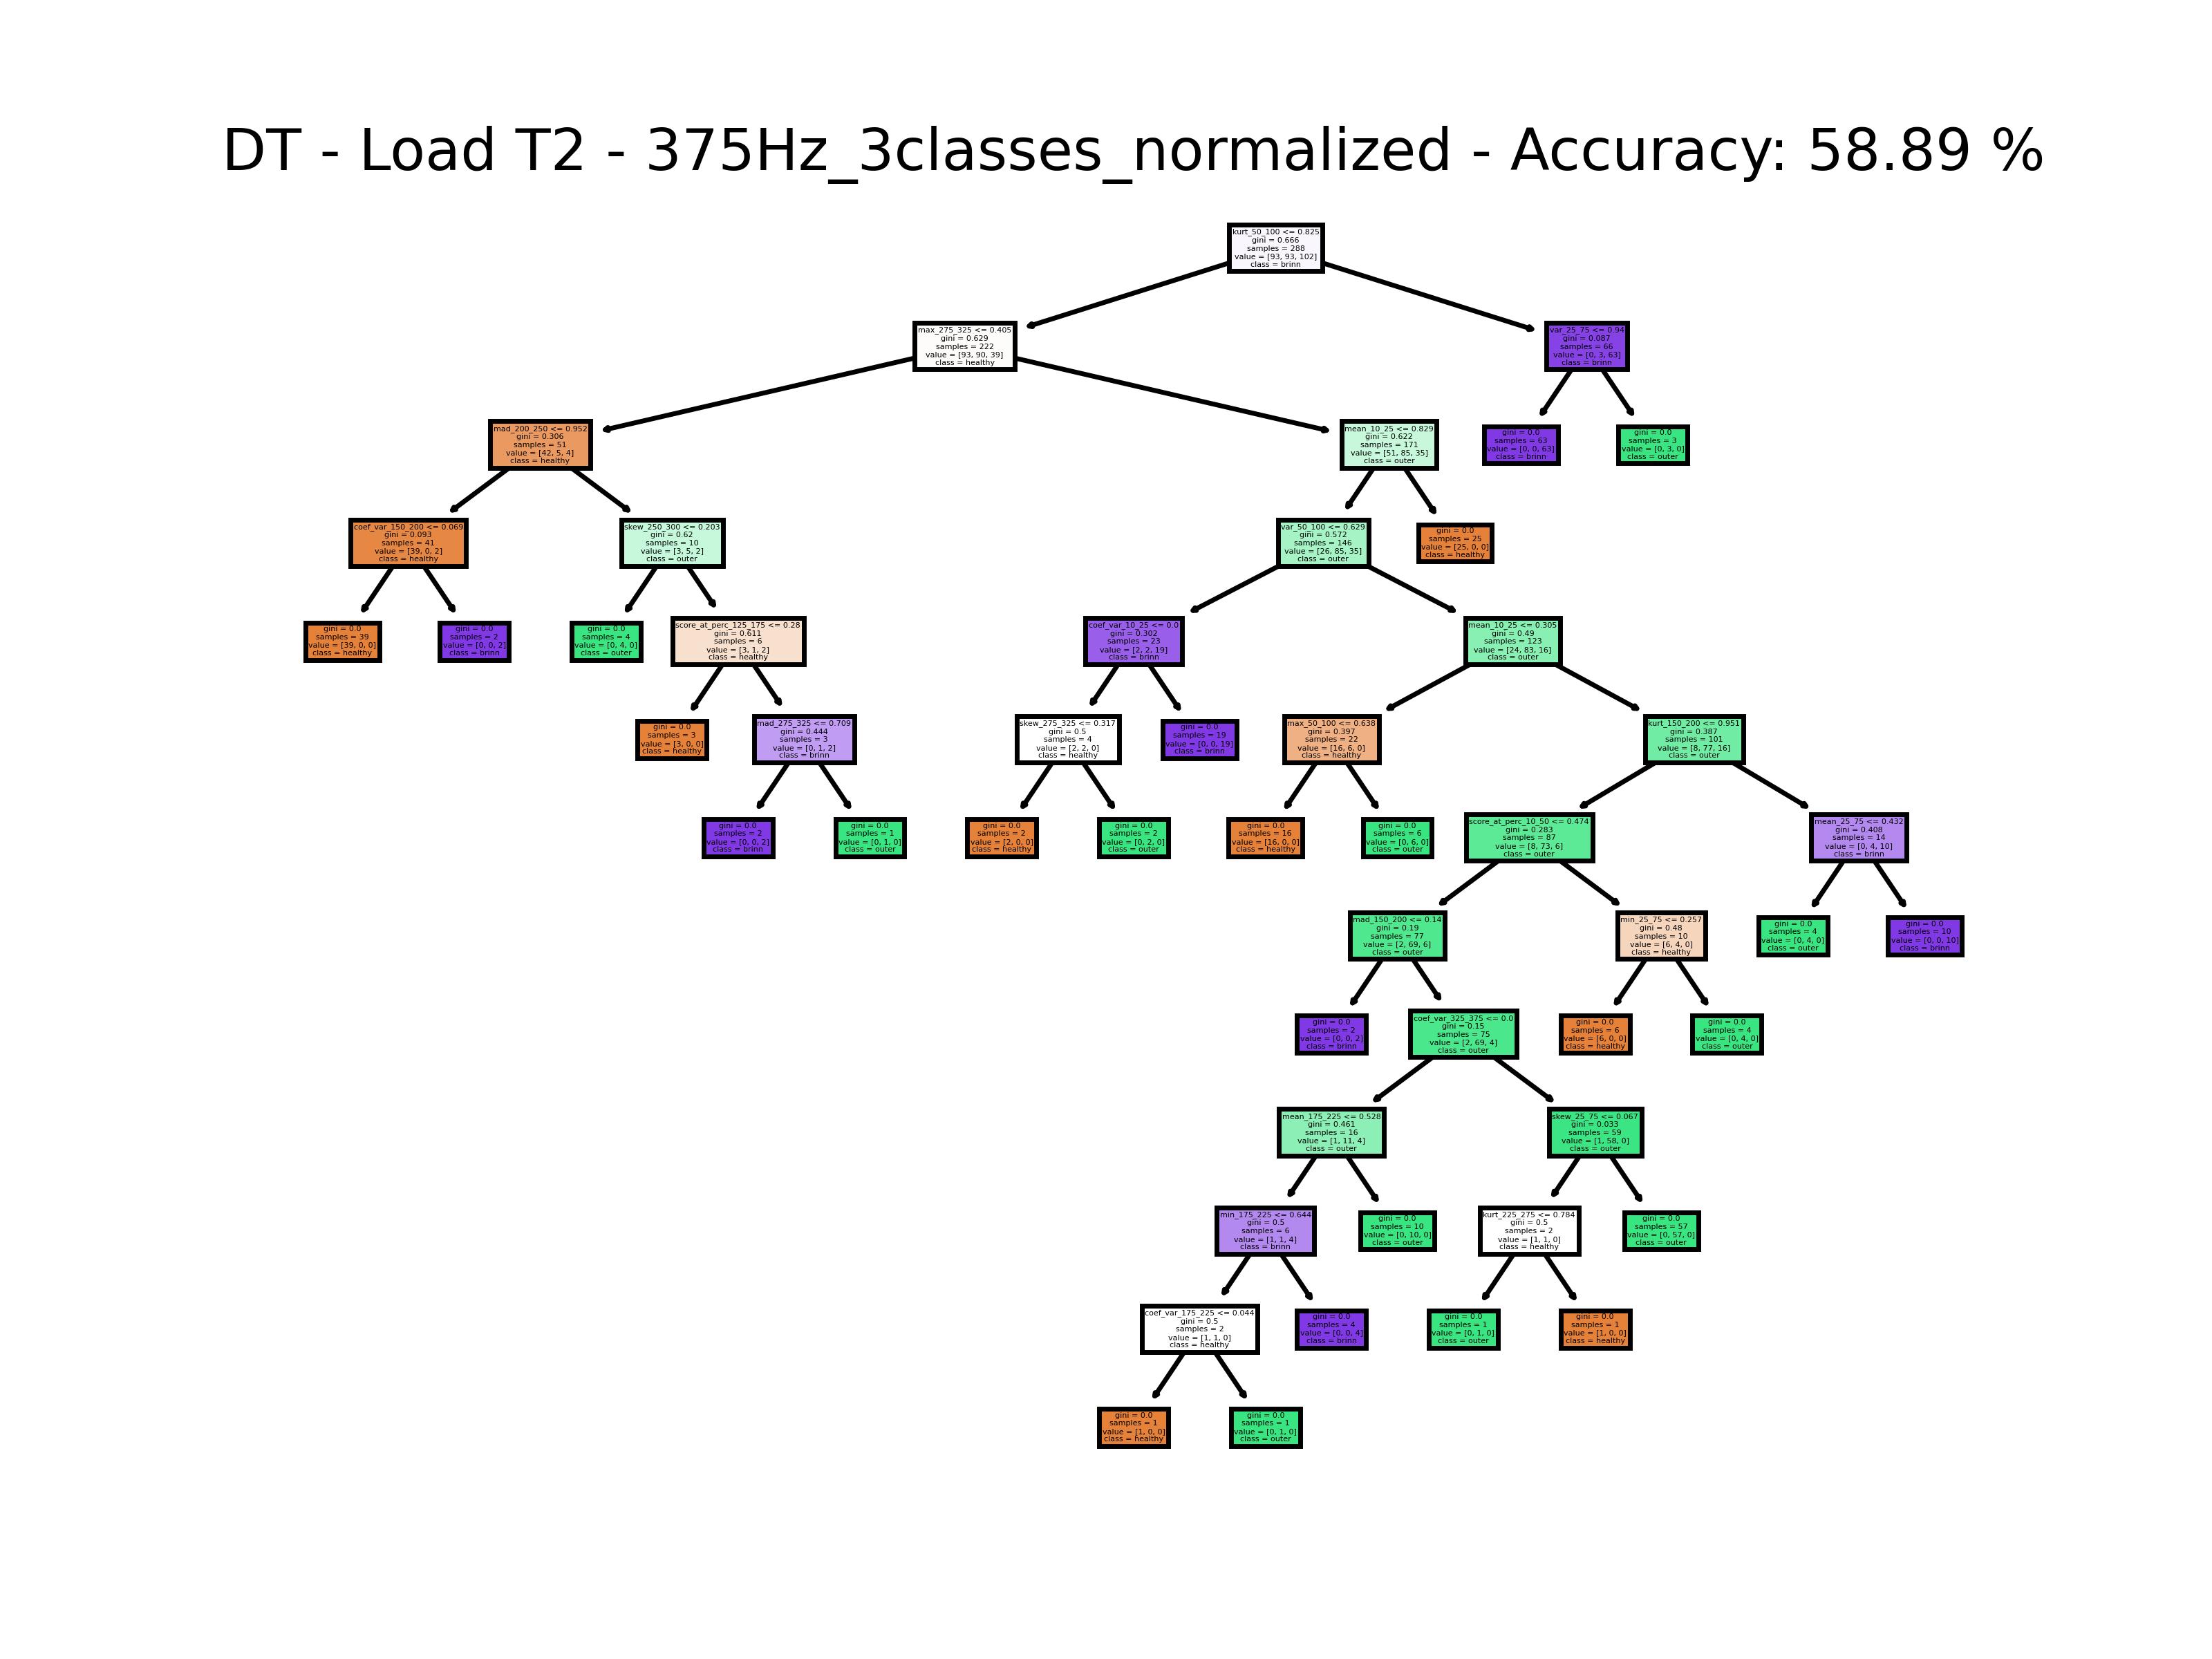 DT - Load T2 - 375Hz_3classes_normalized - Accuracy: 58.89 %
kurt_50_100 <= 0.825
gini = 0.666
samples = 288
value = [93, 93, 102]
class = brinn
max_275_325 <= 0.405
gini = 0.629
samples = 222
value = [93, 90, 39]
class = healthy
var_25_75 <= 0.94
gini = 0.087
samples = 66
value = [0, 3, 63]
class = brinn
mad_200_250 <= 0.952
gini = 0.306
samples = 51
value = [42, 5, 4]
class = healthy
mean_10_25 <= 0.829
gini = 0.622
samples = 171
value = [51, 85, 35]
class = outer
gini = 0.0
samples = 63
value = [0, 0, 63]
class = brinn
gini = 0.0
samples = 3
value = [0, 3, 0]
class = outer
coef_var_150_200 <= 0.069
gini = 0.093
samples = 41
value = [39, 0, 2]
class = healthy
skew_250_300 <= 0.203
gini = 0.62
samples = 10
value = [3, 5, 2]
class = outer
var_50_100 <= 0.629
gini = 0.572
samples = 146
value = [26, 85, 35]
class = outer
gini = 0.0
samples = 25
value = [25, 0, 0]
class = healthy
gini = 0.0
samples = 39
value = [39, 0, 0]
class = healthy
gini = 0.0
samples = 2
value = [0, 0, 2]
class = brinn
gini = 0.0
samples = 4
value = [0, 4, 0]
class = outer
score_at_perc_125_175 <= 0.28
gini = 0.611
samples = 6
value = [3, 1, 2]
class = healthy
coef_var_10_25 <= 0.0
gini = 0.302
samples = 23
value = [2, 2, 19]
class = brinn
mean_10_25 <= 0.305
gini = 0.49
samples = 123
value = [24, 83, 16]
class = outer
gini = 0.0
samples = 3
value = [3, 0, 0]
class = healthy
mad_275_325 <= 0.709
gini = 0.444
samples = 3
value = [0, 1, 2]
class = brinn
skew_275_325 <= 0.317
gini = 0.5
samples = 4
value = [2, 2, 0]
class = healthy
gini = 0.0
samples = 19
value = [0, 0, 19]
class = brinn
max_50_100 <= 0.638
gini = 0.397
samples = 22
value = [16, 6, 0]
class = healthy
kurt_150_200 <= 0.951
gini = 0.387
samples = 101
value = [8, 77, 16]
class = outer
gini = 0.0
samples = 2
value = [0, 0, 2]
class = brinn
gini = 0.0
samples = 1
value = [0, 1, 0]
class = outer
gini = 0.0
samples = 2
value = [2, 0, 0]
class = healthy
gini = 0.0
samples = 2
value = [0, 2, 0]
class = outer
gini = 0.0
samples = 16
value = [16, 0, 0]
class = healthy
gini = 0.0
samples = 6
value = [0, 6, 0]
class = outer
score_at_perc_10_50 <= 0.474
gini = 0.283
samples = 87
value = [8, 73, 6]
class = outer
mean_25_75 <= 0.432
gini = 0.408
samples = 14
value = [0, 4, 10]
class = brinn
mad_150_200 <= 0.14
gini = 0.19
samples = 77
value = [2, 69, 6]
class = outer
min_25_75 <= 0.257
gini = 0.48
samples = 10
value = [6, 4, 0]
class = healthy
gini = 0.0
samples = 4
value = [0, 4, 0]
class = outer
gini = 0.0
samples = 10
value = [0, 0, 10]
class = brinn
gini = 0.0
samples = 2
value = [0, 0, 2]
class = brinn
coef_var_325_375 <= 0.0
gini = 0.15
samples = 75
value = [2, 69, 4]
class = outer
gini = 0.0
samples = 6
value = [6, 0, 0]
class = healthy
gini = 0.0
samples = 4
value = [0, 4, 0]
class = outer
mean_175_225 <= 0.528
gini = 0.461
samples = 16
value = [1, 11, 4]
class = outer
skew_25_75 <= 0.067
gini = 0.033
samples = 59
value = [1, 58, 0]
class = outer
min_175_225 <= 0.644
gini = 0.5
samples = 6
value = [1, 1, 4]
class = brinn
gini = 0.0
samples = 10
value = [0, 10, 0]
class = outer
kurt_225_275 <= 0.784
gini = 0.5
samples = 2
value = [1, 1, 0]
class = healthy
gini = 0.0
samples = 57
value = [0, 57, 0]
class = outer
coef_var_175_225 <= 0.044
gini = 0.5
samples = 2
value = [1, 1, 0]
class = healthy
gini = 0.0
samples = 4
value = [0, 0, 4]
class = brinn
gini = 0.0
samples = 1
value = [0, 1, 0]
class = outer
gini = 0.0
samples = 1
value = [1, 0, 0]
class = healthy
gini = 0.0
samples = 1
value = [1, 0, 0]
class = healthy
gini = 0.0
samples = 1
value = [0, 1, 0]
class = outer